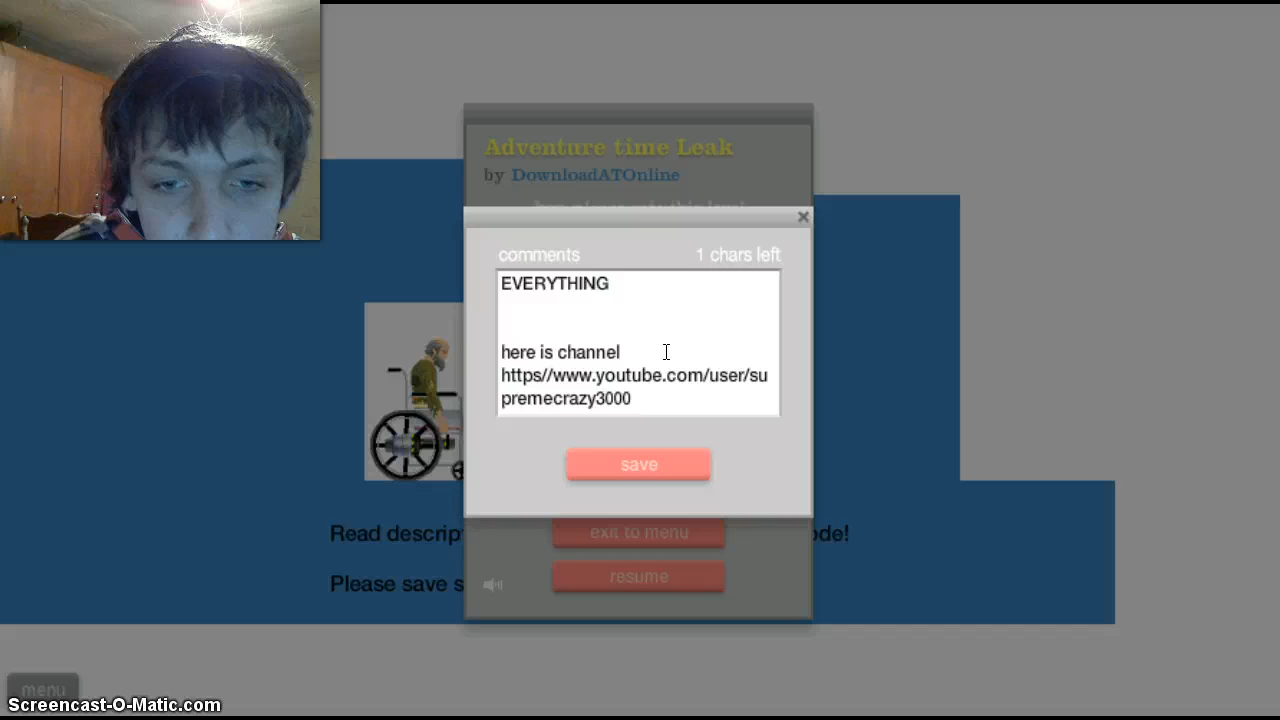 Adventure time Leak
by DownloadATOnline
comments 1 chars left
EVERYTHING
here is channel
https//www.youtube.com/user/su
premecrazy3000
save
Read descrip
exit to menu
ode!
Please save s
resume
menu
Screencast-O-Matic.com